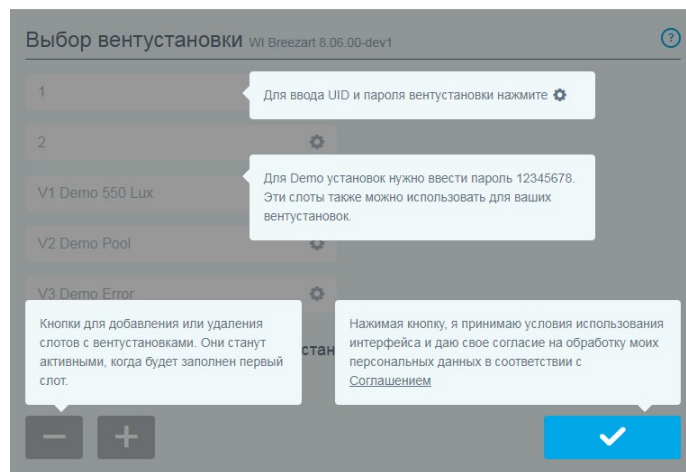 Выбор вентустановки WI Breezart 8.06.00-dev1
?
1
Для ввода UID и пароля вентустановки нажмите
2
V1 Demo 550 Lux
Для Demo установок нужно ввести пароль 12345678.
Эти слоты также можно использовать для ваших
вентустановок.
V2 Demo Pool
V3 Demo Error
Кнопки для добавления или удаления
слотов с вентустановками. Они станут
активными, когда будет заполнен первый
слот.
стан
Нажимая кнопку, я принимаю условия использования
интерфейса и даю свое согласие на обработку моих
персональных данных в соответствии с
Соглашением